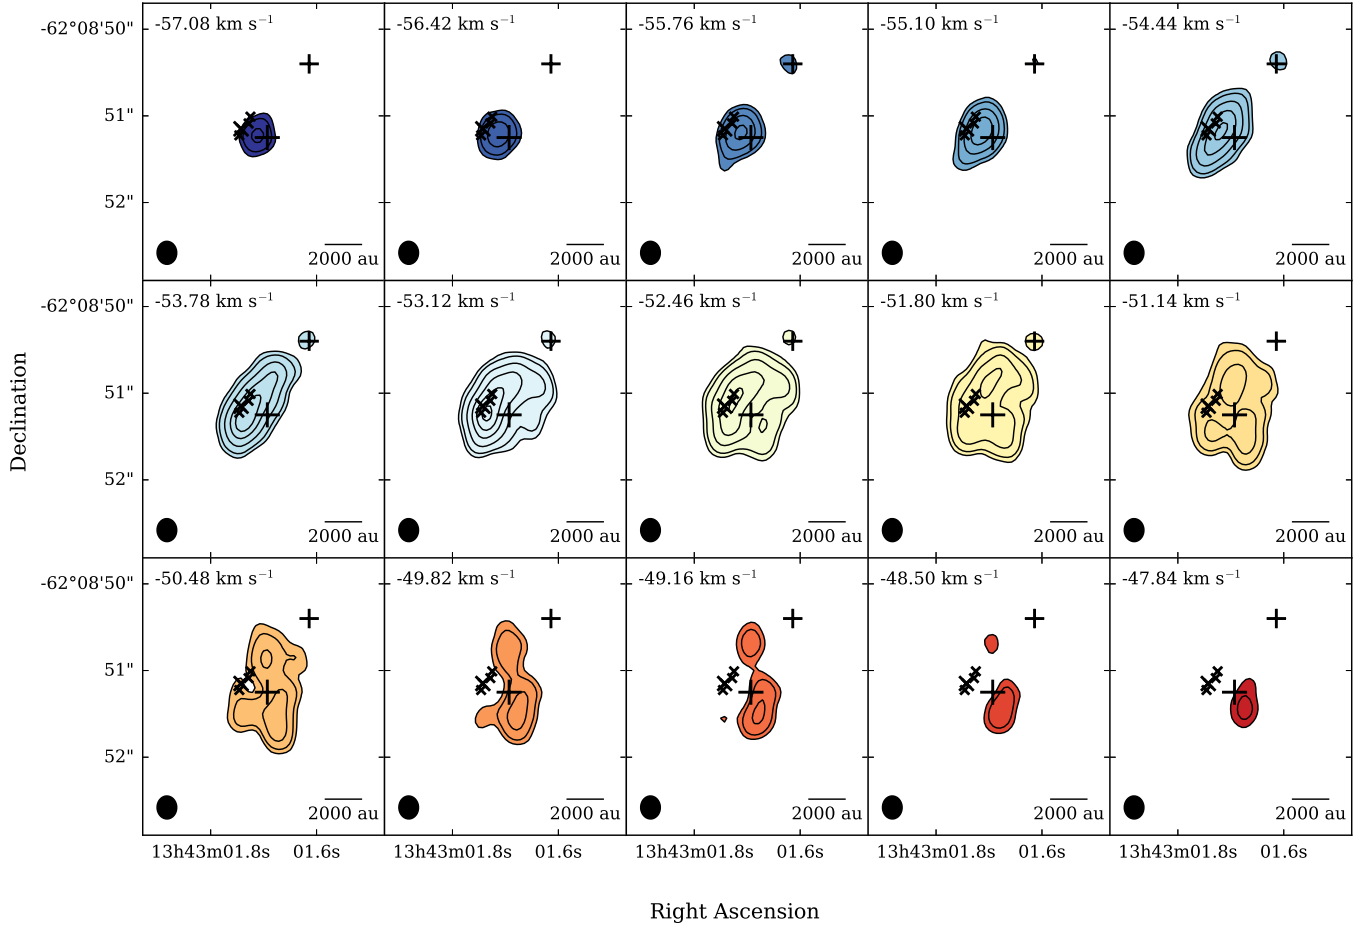 -62°08'50"
-57.08 km s⁻¹
-56.42 km s⁻¹
-55.76 km s⁻¹
-55.10 km s⁻¹
-54.44 km s⁻¹
51"
52"
2000 au
2000 au
2000 au
2000 au
2000 au
-62°08'50"
-53.78 km s⁻¹
-53.12 km s⁻¹
-52.46 km s⁻¹
-51.80 km s⁻¹
-51.14 km s⁻¹
51"
52"
2000 au
2000 au
2000 au
2000 au
2000 au
-62°08'50"
-50.48 km s⁻¹
-49.82 km s⁻¹
-49.16 km s⁻¹
-48.50 km s⁻¹
-47.84 km s⁻¹
51"
52"
2000 au
2000 au
2000 au
2000 au
2000 au
13h43m01.8s 01.6s
13h43m01.8s 01.6s
13h43m01.8s 01.6s
13h43m01.8s 01.6s
13h43m01.8s 01.6s
Declination
Right Ascension